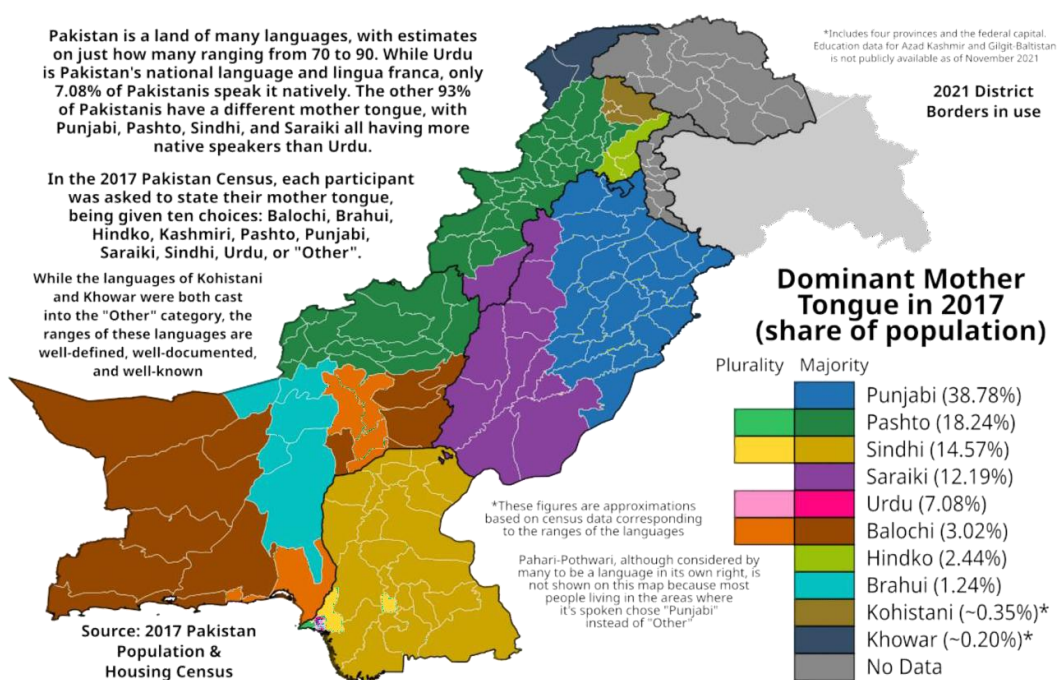 Pakistan is a land of many languages, with estimates
on just how many ranging from 70 to 90. While Urdu
is Pakistan's national language and lingua franca, only
7.08% of Pakistanis speak it natively. The other 93%
of Pakistanis have a different mother tongue, with
Punjabi, Pashto, Sindhi, and Saraiki all having more
native speakers than Urdu.
In the 2017 Pakistan Census, each participant
was asked to state their mother tongue,
being given ten choices: Balochi, Brahui,
Hindko, Kashmiri, Pashto, Punjabi,
Saraiki, Sindhi, Urdu, or "Other".
While the languages of Kohistani
and Khowar were both cast
into the "Other" category, the
ranges of these languages are
well-defined, well-documented,
and well-known
*Includes four provinces and the federal capital.
Education data for Azad Kashmir and Gilgit-Baltistan
is not publicly available as of November 2021
2021 District
Borders in use
Dominant Mother
Tongue in 2017
(share of population)
Plurality Majority
Punjabi (38.78%)
Pashto (18.24%)
Sindhi (14.57%)
Saraiki (12.19%)
Urdu (7.08%)
Balochi (3.02%)
Hindko (2.44%)
Brahui (1.24%)
Kohistani (~0.35%)*
Khowar (~0.20%)*
No Data
*These figures are approximations
based on census data corresponding
to the ranges of the languages
Pahari-Pothwari, although considered by
many to be a language in its own right, is
not shown on this map because most
people living in the areas where
it's spoken chose "Punjabi"
instead of "Other"
Source: 2017 Pakistan
Population &
Housing Census